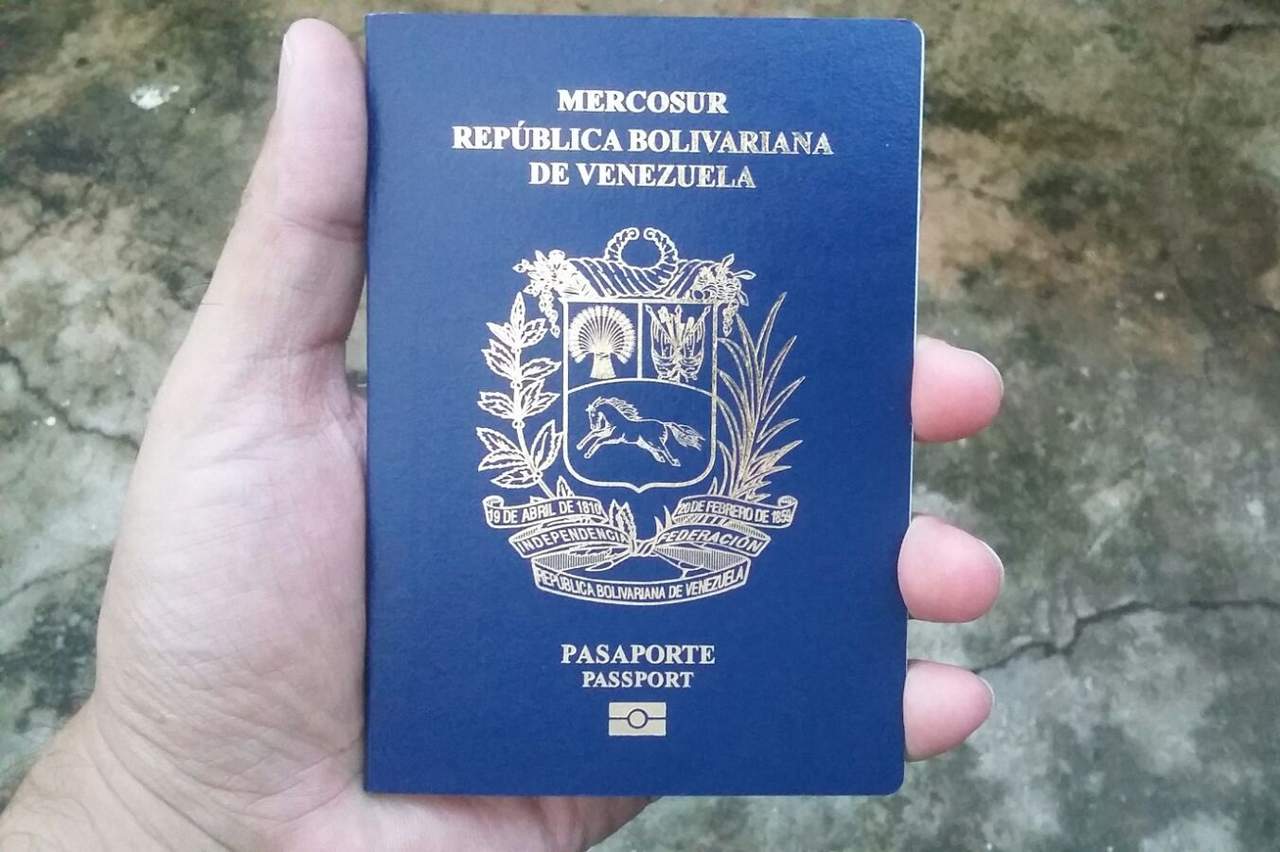 MERCOSUR
REPÚBLICA BOLIVARIANA
DE VENEZUELA
19 DE ABRIL DE 1810
20 DE FEBRERO DE 1859
INDEPENDENCIA
FEDERACIÓN
REPÚBLICA BOLIVARIANA DE VENEZUELA
PASAPORTE
PASSPORT